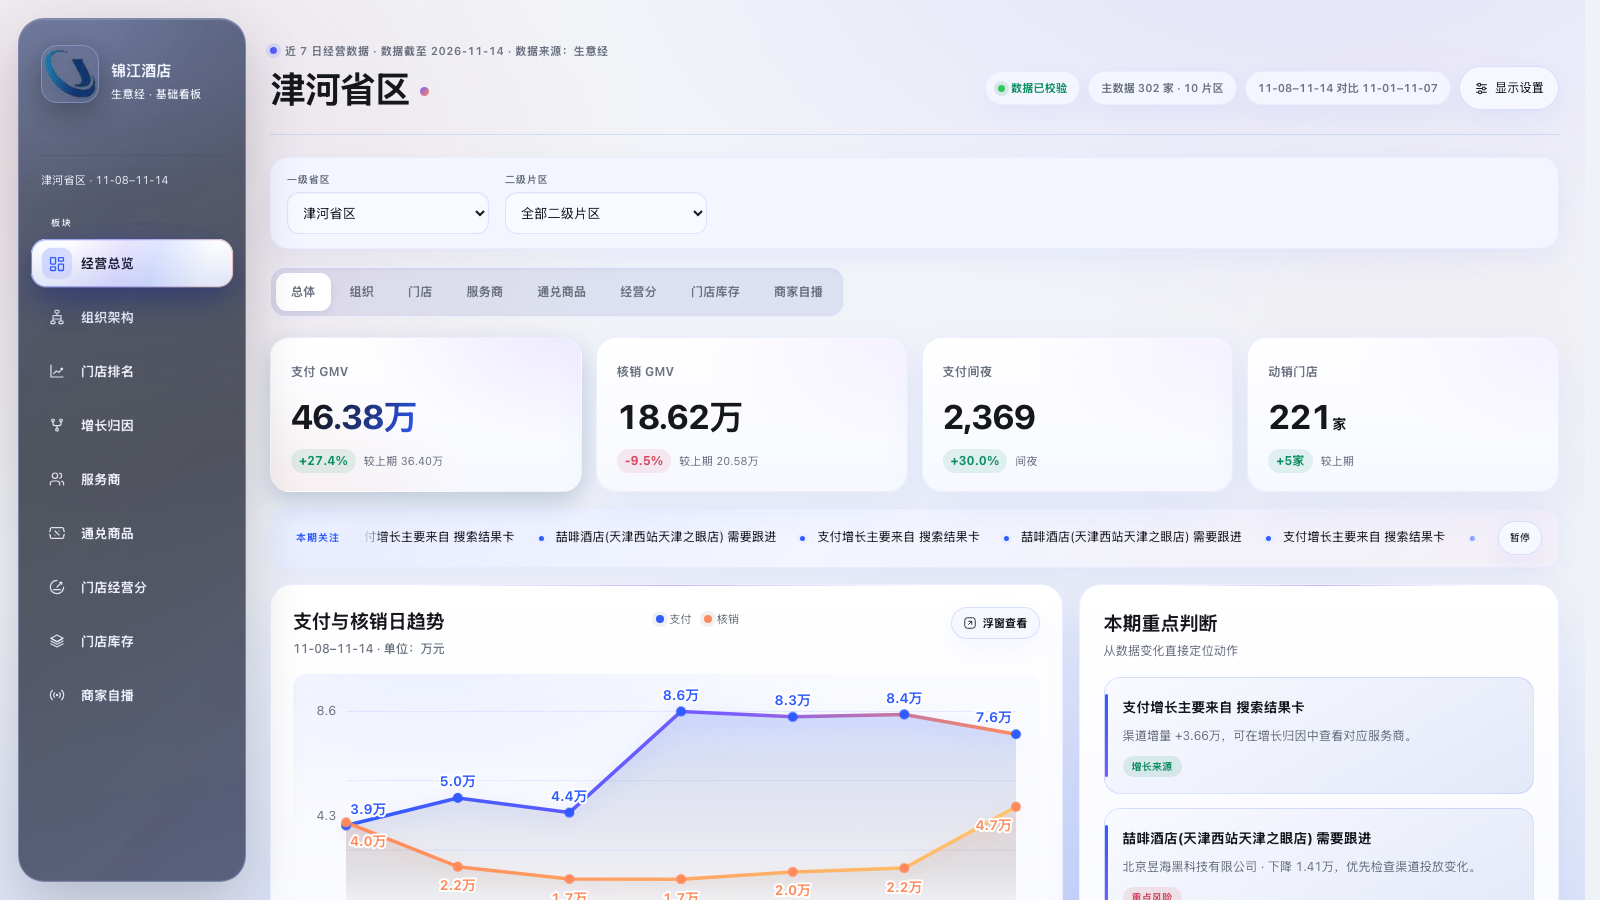 锦江酒店
生意经 · 基础看板
津河省区 · 11-08–11-14
板块
经营总览
组织架构
门店排名
增长归因
服务商
通兑商品
门店经营分
门店库存
商家自播
近 7 日经营数据 · 数据截至 2026-11-14 · 数据来源：生意经
津河省区
数据已校验
主数据 302 家 · 10 片区
11-08–11-14 对比 11-01–11-07
显示设置
一级省区
二级片区
津河省区
全部二级片区
总体 组织 门店 服务商 通兑商品 经营分 门店库存 商家自播
支付 GMV
46.38万
+27.4% 较上期 36.40万
核销 GMV
18.62万
-9.5% 较上期 20.58万
支付间夜
2,369
+30.0% 间夜
动销门店
221家
+5家 较上期
本期关注 付增长主要来自 搜索结果卡 • 喆啡酒店(天津西站天津之眼店) 需要跟进 • 支付增长主要来自 搜索结果卡 • 喆啡酒店(天津西站天津之眼店) 需要跟进 • 支付增长主要来自 搜索结果卡 • 暂停
支付与核销日趋势
11-08–11-14 · 单位：万元
支付 核销
浮窗查看
8.6
4.3
3.9万 5.0万 4.4万 8.6万 8.3万 8.4万 7.6万
4.0万 2.2万 1.7万 1.7万 2.0万 2.2万 4.7万
本期重点判断
从数据变化直接定位动作
支付增长主要来自 搜索结果卡
渠道增量 +3.66万，可在增长归因中查看对应服务商。
增长来源
喆啡酒店(天津西站天津之眼店) 需要跟进
北京昱海黑科技有限公司 · 下降 1.41万，优先检查渠道投放变化。
重点风险